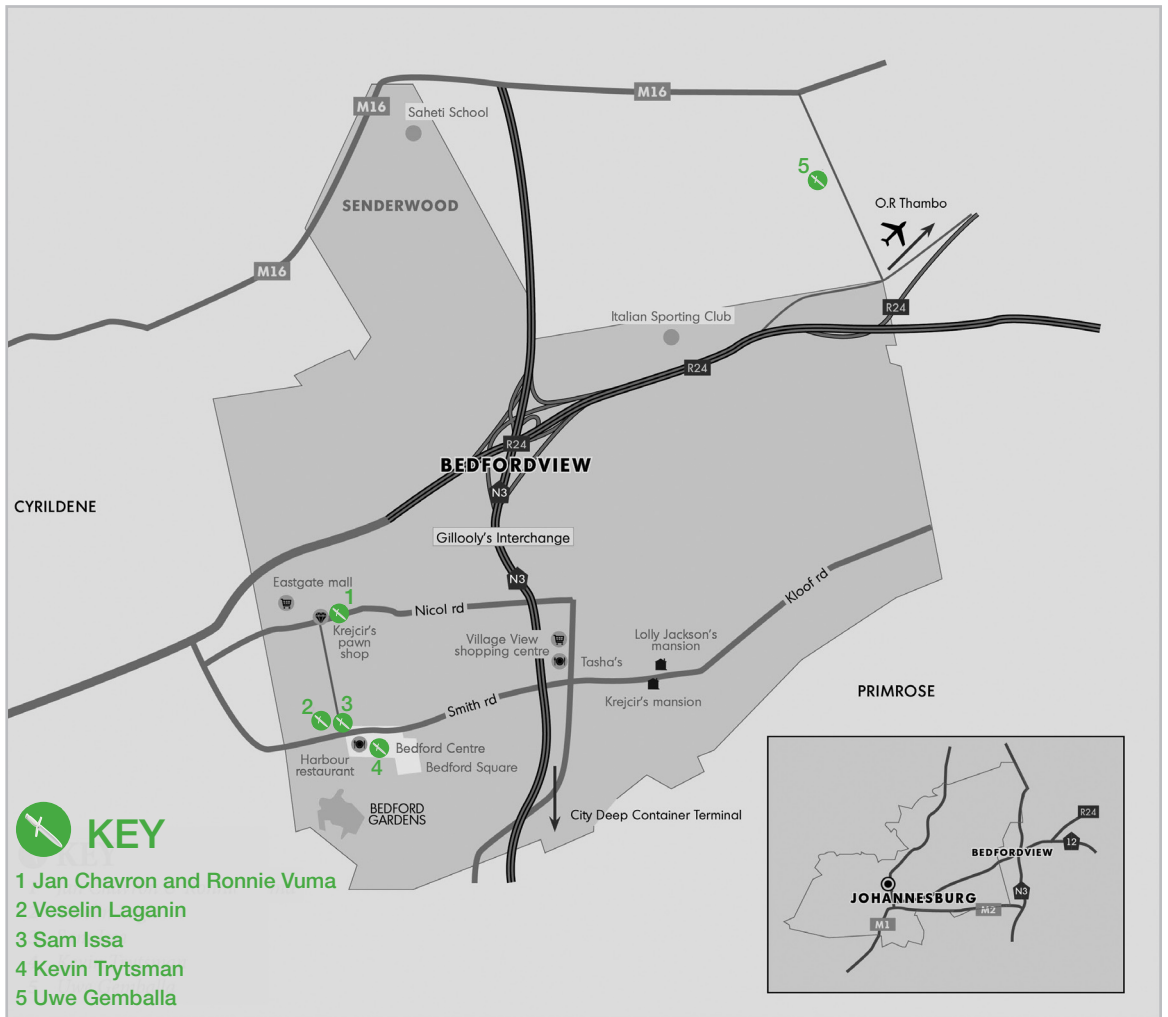 M16
M16
Saheti School
5
SENDERWOOD
O.R Thambo
M16
R24
Italian Sporting Club
R24
R24
BEDFORDVIEW
N3
CYRILDENE
Gillooly's Interchange
N3
Eastgate mall
1
Nicol rd
Kloof rd
Krejcir's
pawn
shop
Village View
shopping centre
Tasha's
Lolly Jackson's
mansion
Krejcir's mansion
PRIMROSE
2
3
Smith rd
Harbour
restaurant
4
Bedford Centre
Bedford Square
BEDFORD
GARDENS
City Deep Container Terminal
KEY
1 Jan Chavron and Ronnie Vuma
2 Veselin Laganin
3 Sam Issa
4 Kevin Trytsman
5 Uwe Gemballa
R24
12
BEDFORDVIEW
N3
JOHANNESBURG
M2
M1